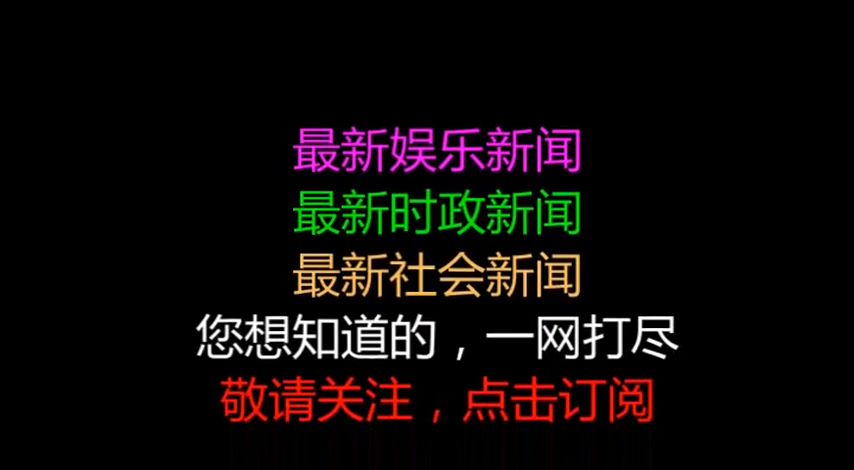 最新娱乐新闻
最新时政新闻
最新社会新闻
您想知道的，一网打尽
敬请关注，点击订阅